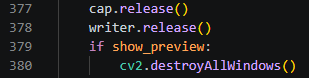 377 cap.release()
378 writer.release()
379 if show_preview:
380 cv2.destroyAllWindows()